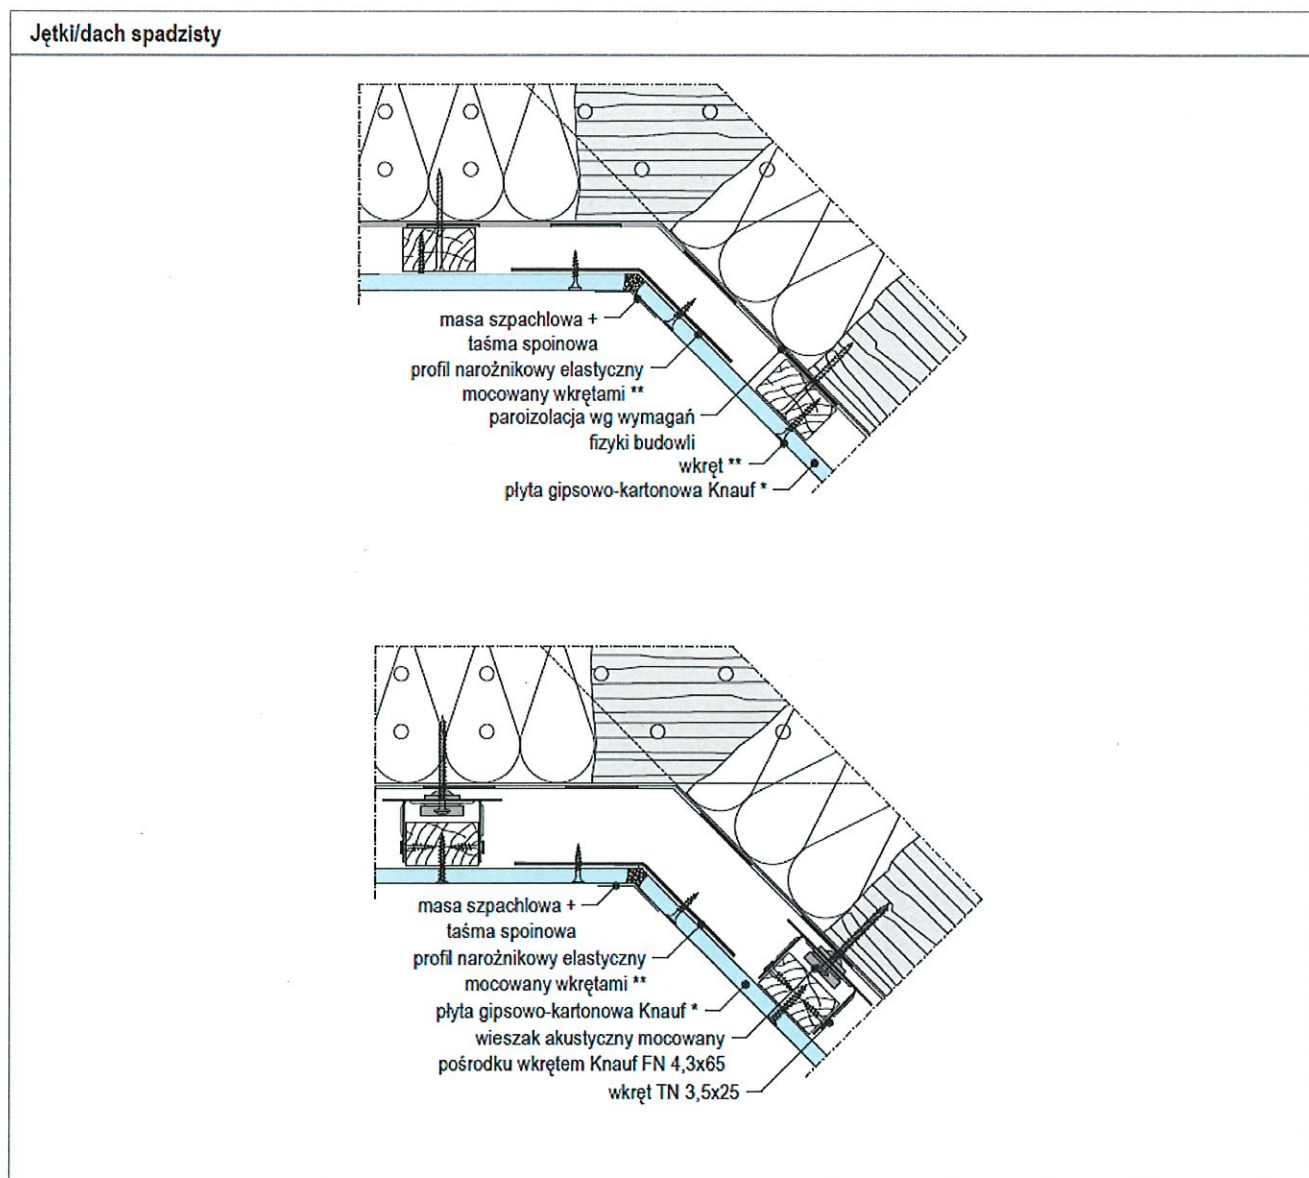 Jętki/dach spadzisty
masa szpachlowa +
taśma spoinowa
profil narożnikowy elastyczny
mocowany wkrętami **
paroizolacja wg wymagań
fizyki budowli
wkręt **
płyta gipsowo-kartonowa Knauf *
masa szpachlowa +
taśma spoinowa
profil narożnikowy elastyczny
mocowany wkrętami **
płyta gipsowo-kartonowa Knauf *
wieszak akustyczny mocowany
pośrodku wkrętem Knauf FN 4,3x65
wkręt TN 3,5x25